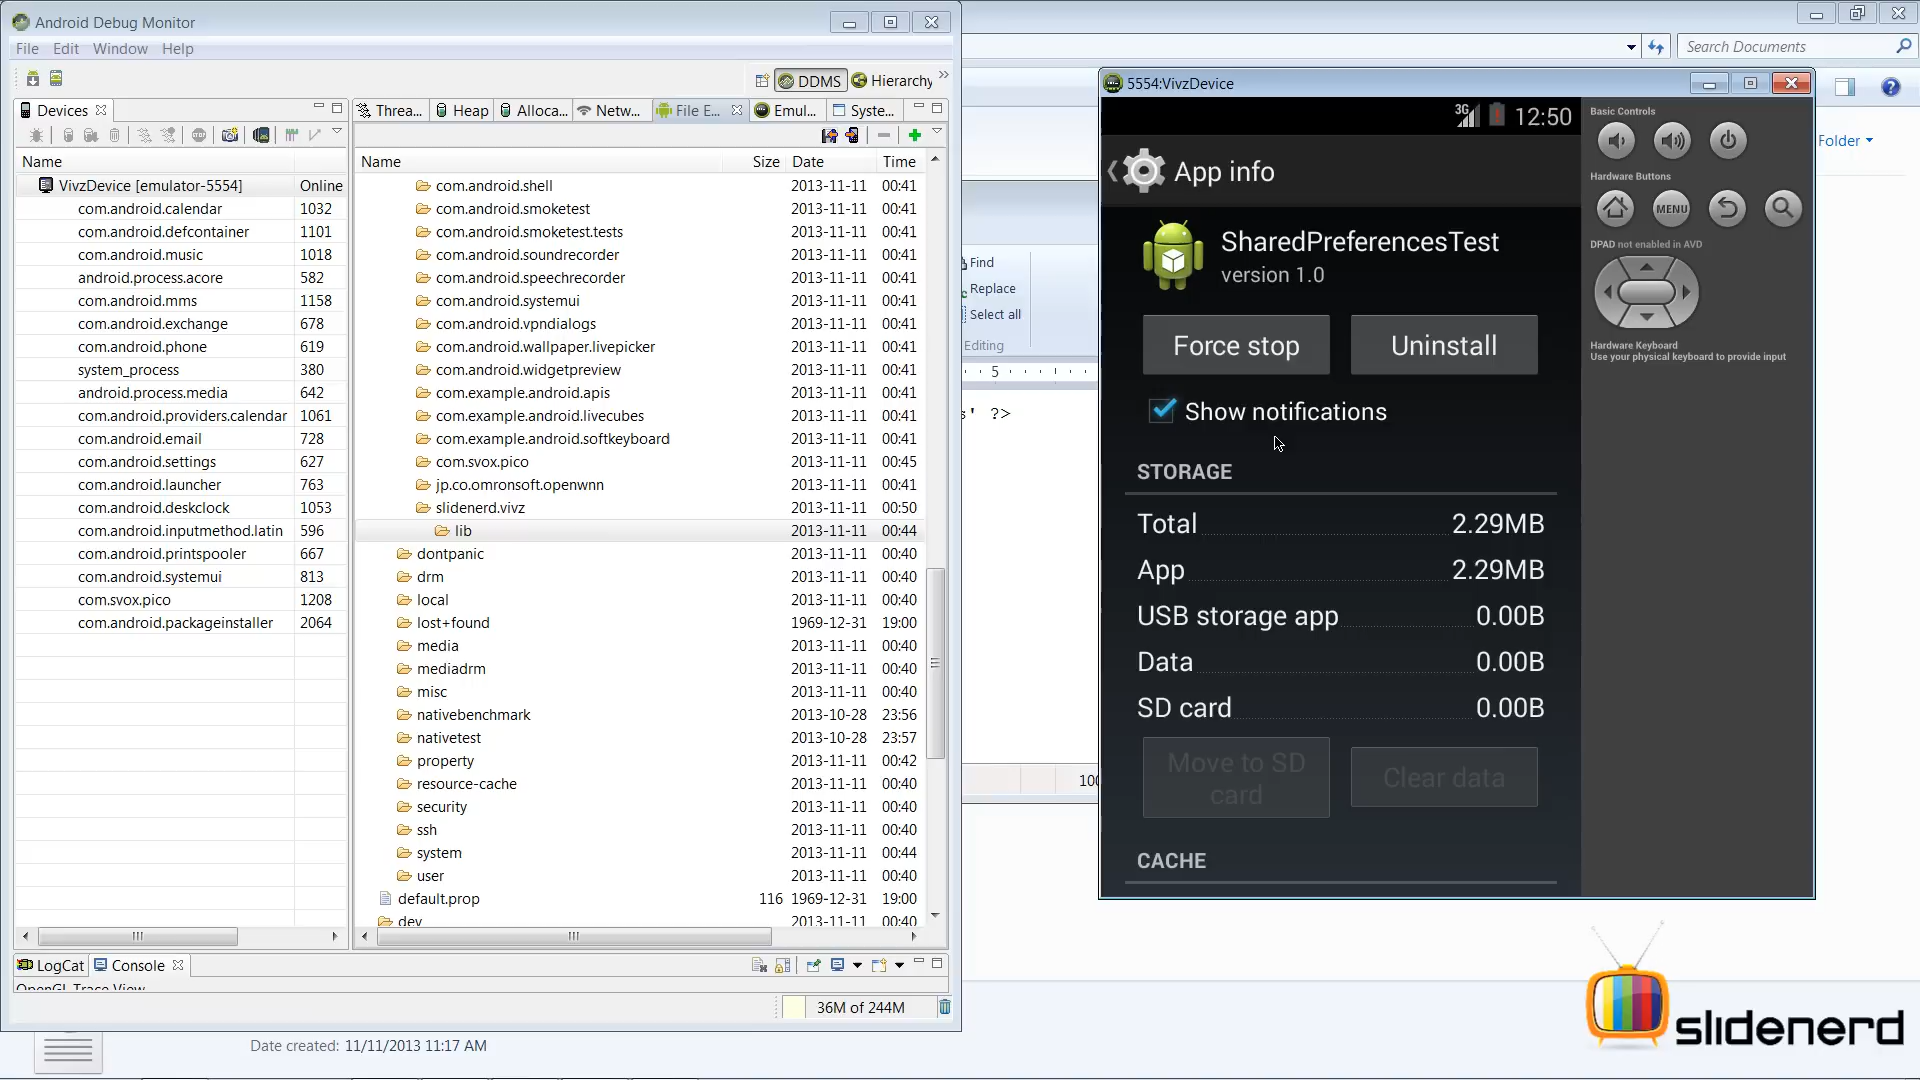 Android Debug Monitor
File Edit Window Help
DDMS Hierarchy
Devices
Threa... Heap Alloca... Netw... File E... Emul... Syste...
Name
VivzDevice [emulator-5554] Online
com.android.calendar 1032
com.android.defcontainer 1101
com.android.music 1018
android.process.acore 582
com.android.mms 1158
com.android.exchange 678
com.android.phone 619
system_process 380
android.process.media 642
com.android.providers.calendar 1061
com.android.email 728
com.android.settings 627
com.android.launcher 763
com.android.deskclock 1053
com.android.inputmethod.latin 596
com.android.printspooler 667
com.android.systemui 813
com.svox.pico 1208
com.android.packageinstaller 2064
Name Size Date Time
com.android.shell 2013-11-11 00:41
com.android.smoketest 2013-11-11 00:41
com.android.smoketest.tests 2013-11-11 00:41
com.android.soundrecorder 2013-11-11 00:41
com.android.speechrecorder 2013-11-11 00:41
com.android.systemui 2013-11-11 00:41
com.android.vpndialogs 2013-11-11 00:41
com.android.wallpaper.livepicker 2013-11-11 00:41
com.android.widgetpreview 2013-11-11 00:41
com.example.android.apis 2013-11-11 00:41
com.example.android.livecubes 2013-11-11 00:41
com.example.android.softkeyboard 2013-11-11 00:41
com.svox.pico 2013-11-11 00:45
jp.co.omronsoft.openwnn 2013-11-11 00:41
slidenerd.vivz 2013-11-11 00:50
lib 2013-11-11 00:44
dontpanic 2013-11-11 00:40
drm 2013-11-11 00:40
local 2013-11-11 00:40
lost+found 1969-12-31 19:00
media 2013-11-11 00:40
mediadrm 2013-11-11 00:40
misc 2013-11-11 00:40
nativebenchmark 2013-10-28 23:56
nativetest 2013-10-28 23:57
property 2013-11-11 00:42
resource-cache 2013-11-11 00:40
security 2013-11-11 00:40
ssh 2013-11-11 00:40
system 2013-11-11 00:44
user 2013-11-11 00:40
default.prop 116 1969-12-31 19:00
dev 2013-11-11 00:40
LogCat Console
OpenGL Trace View
36M of 244M
Date created: 11/11/2013 11:17 AM
Search Documents
Folder
Find
Replace
Select all
Editing
5
s' ?>
100
5554:VivzDevice
3G 12:50
App info
SharedPreferencesTest
version 1.0
Force stop Uninstall
Show notifications
STORAGE
Total 2.29MB
App 2.29MB
USB storage app 0.00B
Data 0.00B
SD card 0.00B
Move to SD card Clear data
CACHE
Basic Controls
Hardware Buttons
MENU
DPAD not enabled in AVD
Hardware Keyboard
Use your physical keyboard to provide input
slidenerd